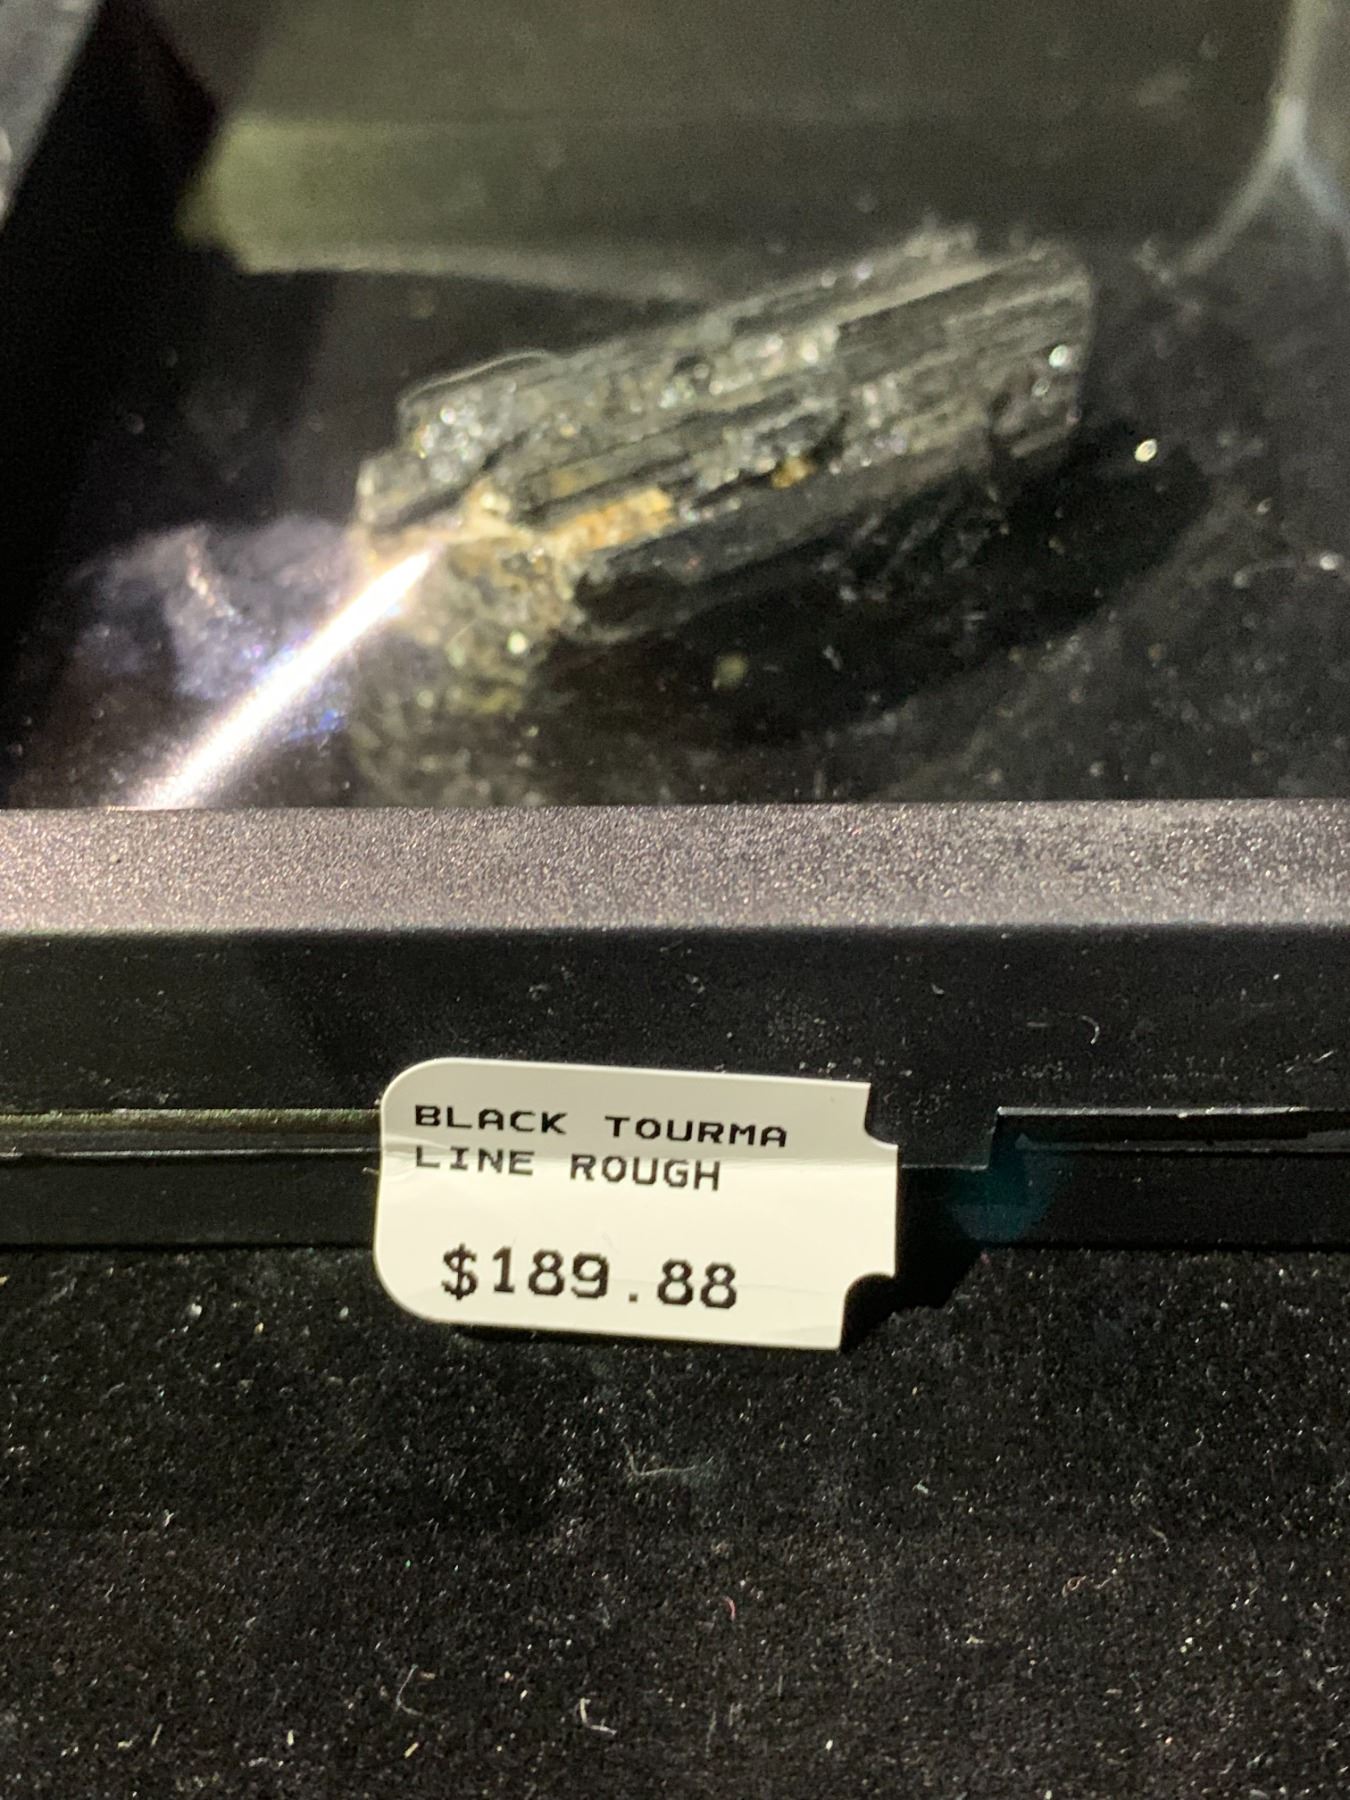 BLACK TOURMA
LINE ROUGH
$189.88